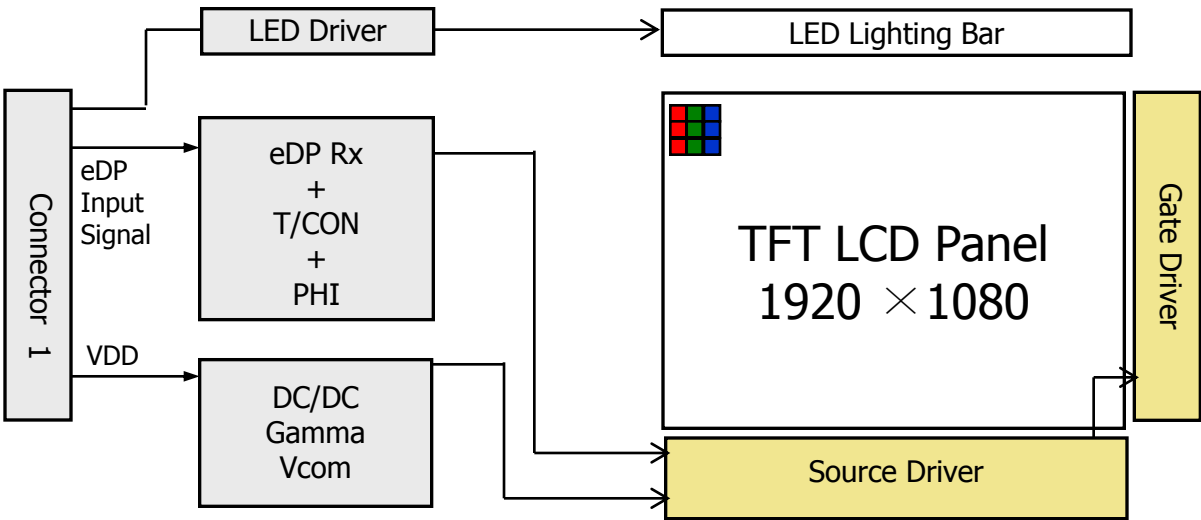 LED Driver
LED Lighting Bar
Connector 1
eDP
Input
Signal
eDP Rx
+
T/CON
+
PHI
TFT LCD Panel
1920 ×1080
Gate Driver
VDD
DC/DC
Gamma
Vcom
Source Driver